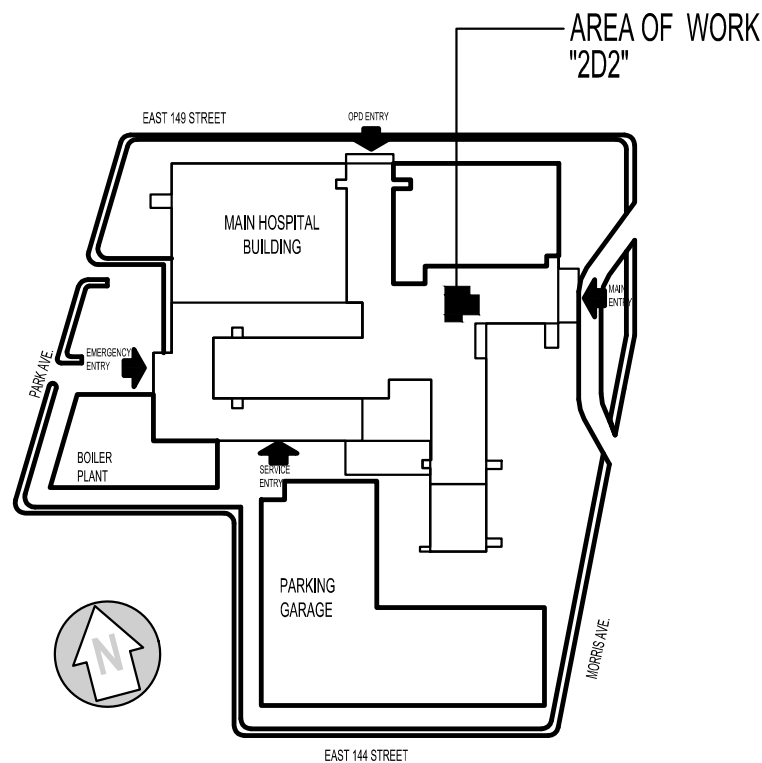 AREA OF WORK
"2D2"
EAST 149 STREET
OPD ENTRY
MAIN HOSPITAL
BUILDING
MAIN
ENTRY
EMERGENCY
ENTRY
PARK AVE.
BOILER
PLANT
SERVICE
ENTRY
PARKING
GARAGE
N
MORRIS AVE.
EAST 144 STREET